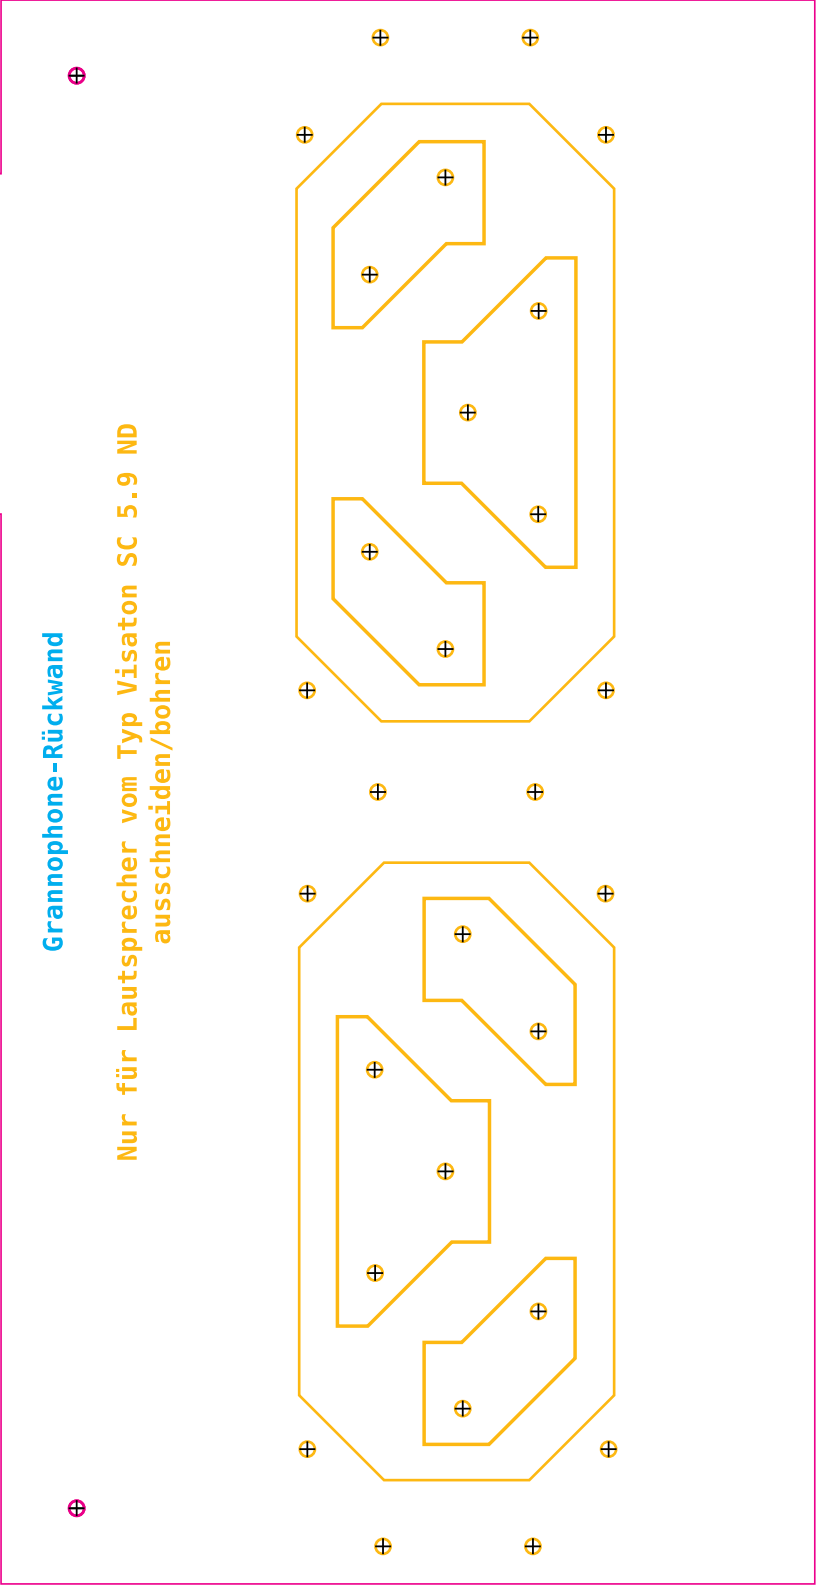 Grannophone-Rückwand
Nur für Lautsprecher vom Typ Visaton SC 5.9 ND
ausschneiden/bohren